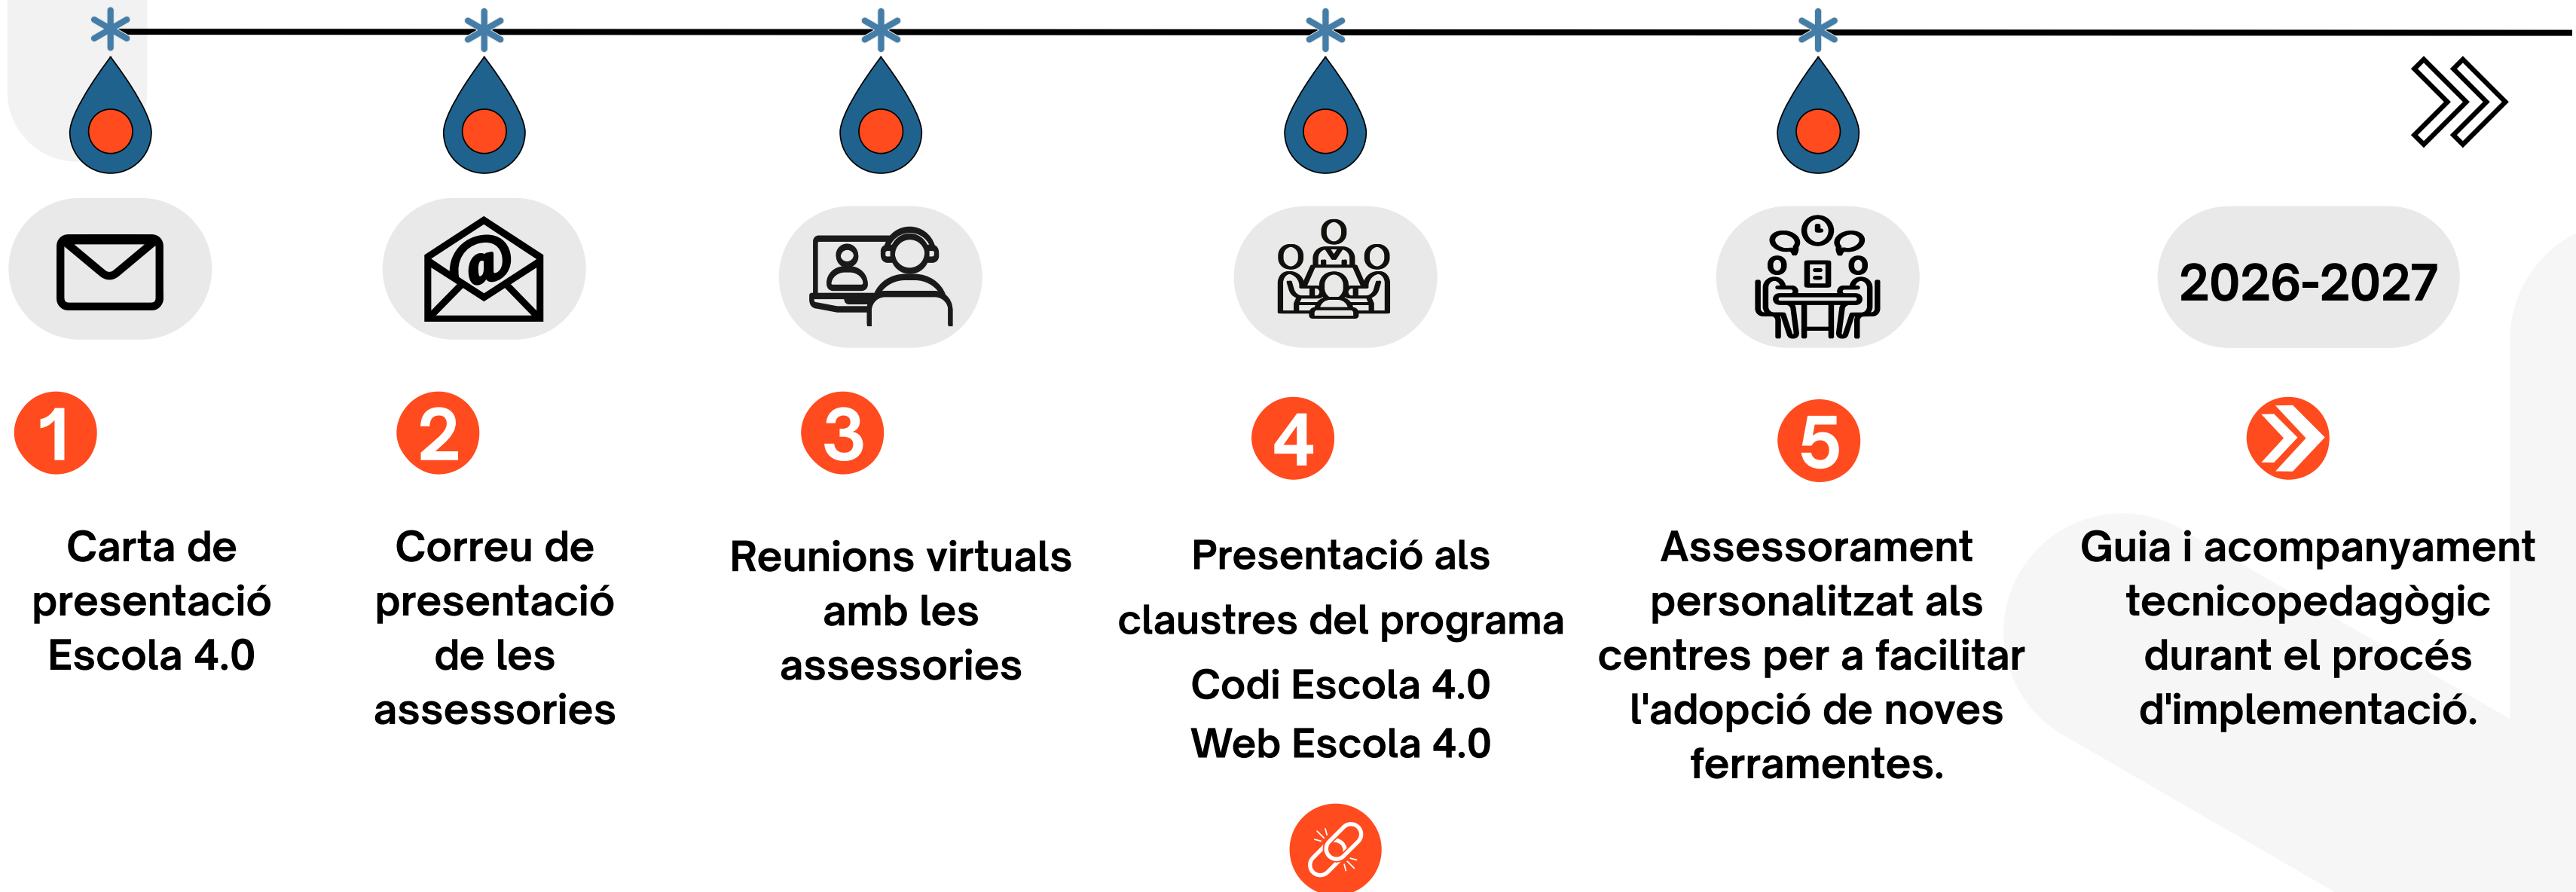 @
2026-2027
1
2
3
4
5
Carta de
presentació
Escola 4.0
Correu de
presentació
de les
assessories
Reunions virtuals
amb les
assessories
Presentació als
claustres del programa
Codi Escola 4.0
Web Escola 4.0
Assessorament
personalitzat als
centres per a facilitar
l'adopció de noves
ferramentes.
Guia i acompanyament
tecnicopedagògic
durant el procés
d'implementació.